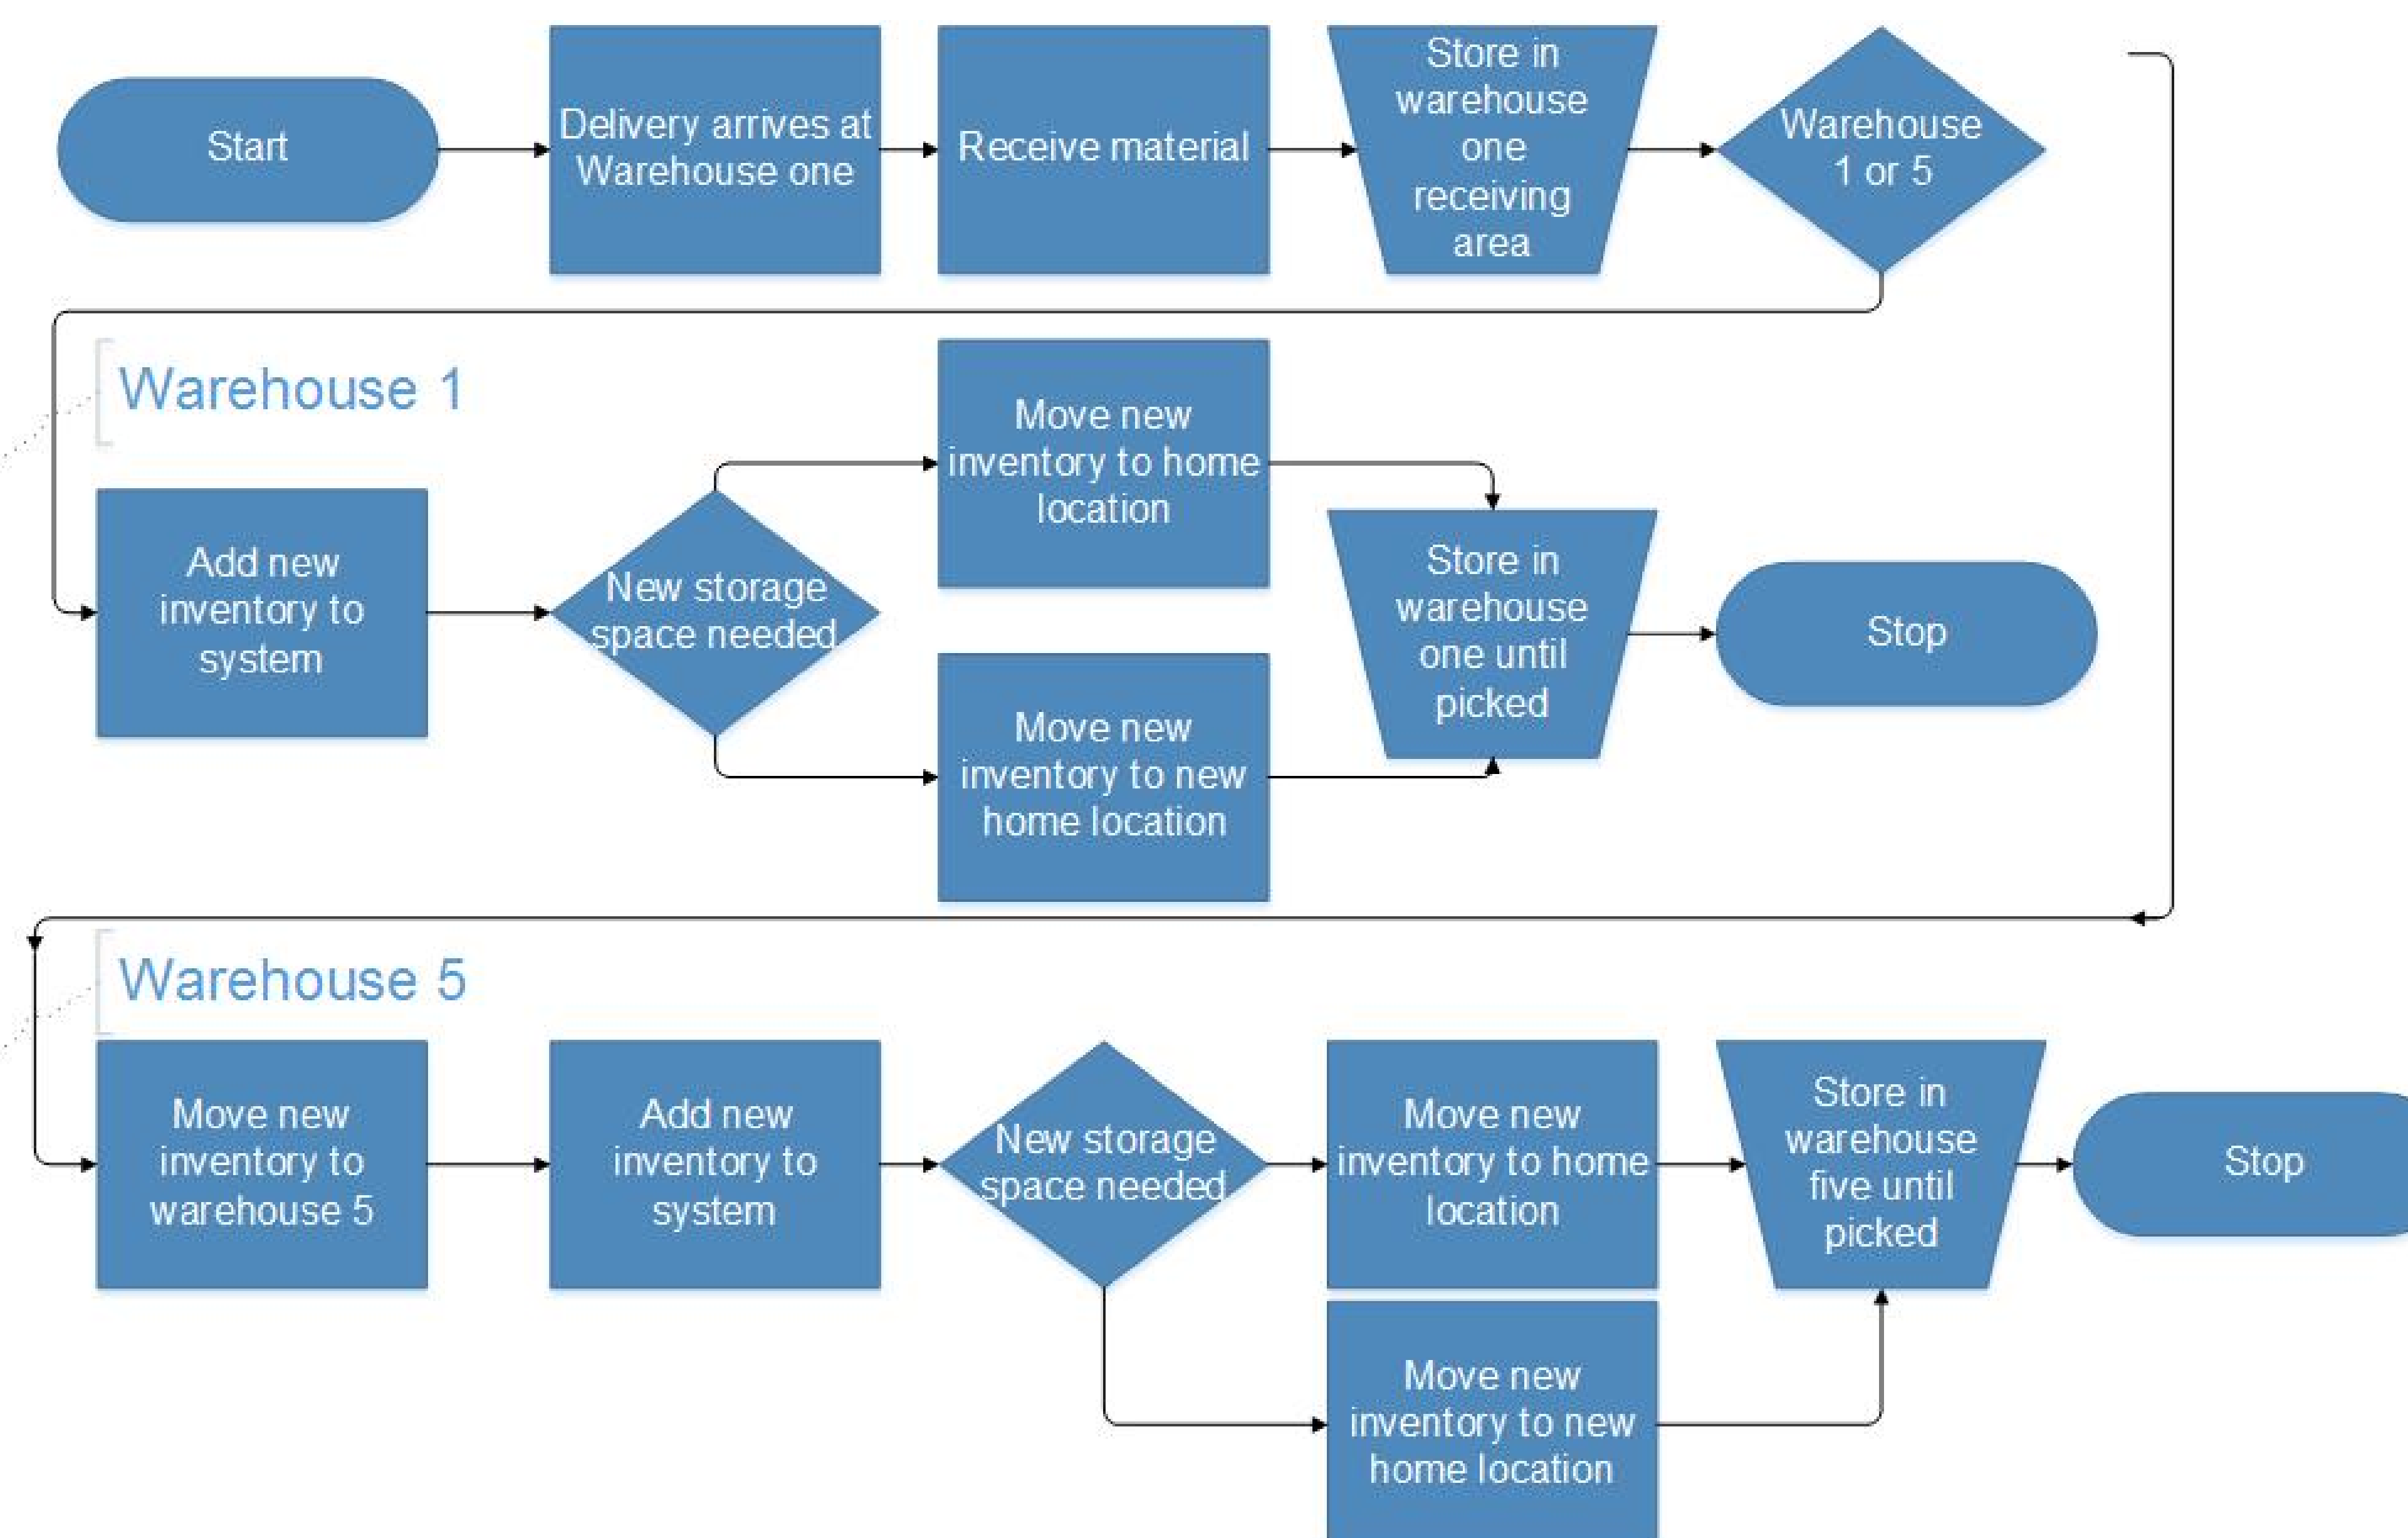 Start
Delivery arrives at
Warehouse one
Receive material
Store in
warehouse
one
receiving
area
Warehouse
1 or 5
Warehouse 1
Add new
inventory to
system
New storage
space needed
Move new
inventory to home
location
Move new
inventory to new
home location
Store in
warehouse
one until
picked
Stop
Warehouse 5
Move new
inventory to
warehouse 5
Add new
inventory to
system
New storage
space needed
Move new
inventory to home
location
Move new
inventory to new
home location
Store in
warehouse
five until
picked
Stop